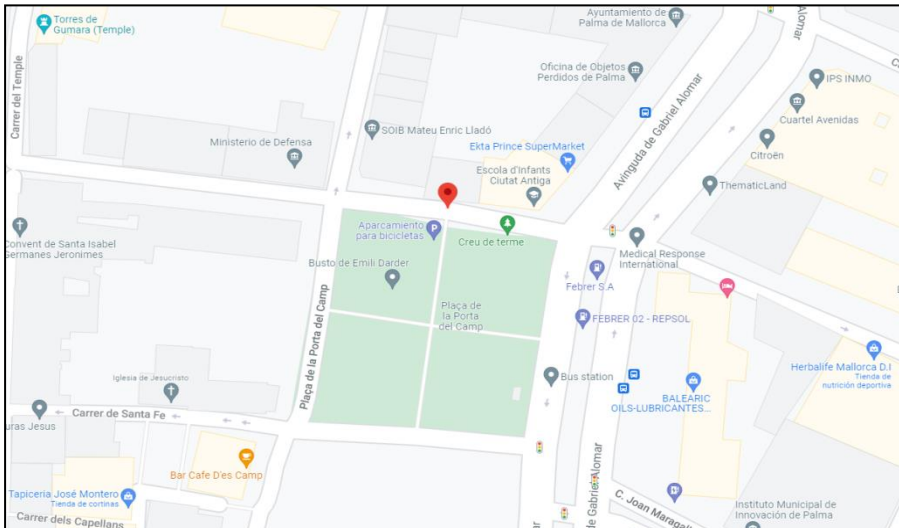 Torres de
Gumara (Temple)
Ayuntamiento de
Palma de Mallorca
Alomar
Oficina de Objetos
Perdidos de Palma
IPS INMO
Carrer del Temple
Avinguda de Gabriel Alomar
Cuartel Avenidas
SOIB Mateu Enric Lladó
Ministerio de Defensa
Ekta Prince SuperMarket
Citroën
Escola d'Infants
Ciutat Antiga
ThematicLand
Aparcamiento
para bicicletas
P
Creu de terme
Convent de Santa Isabel
Germanes Jeronimes
Medical Response
International
Busto de Emili Darder
Febrer S.A
Plaça de
la Porta
del Camp
Plaça de la Porta del Camp
FEBRER 02 - REPSOL
Herbalife Mallorca D.I
Tienda de
nutrición deportiva
Iglesia de Jesucristo
Bus station
BALEARIC
OILS-LUBRICANTES...
Carrer de Santa Fe
uras Jesus
Bar Cafe D'es Camp
de Gabriel Alomar
Tapiceria José Montero
Tienda de cortinas
C. Joan Maragall
Instituto Municipal de
Innovación de Palma
Carrer dels Capellans